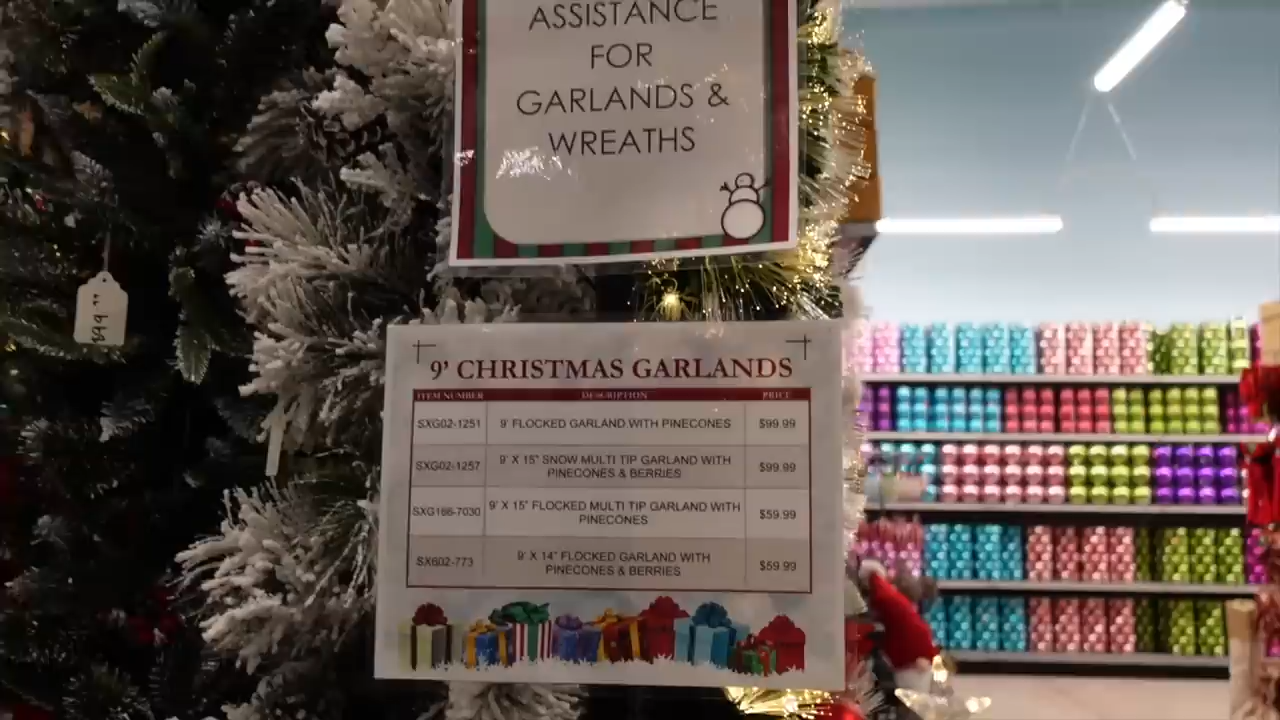 ASSISTANCE
FOR
GARLANDS &
WREATHS
9' CHRISTMAS GARLANDS
ITEM NUMBER DESCRIPTION PRICE
SXG02-1251 9' FLOCKED GARLAND WITH PINECONES $99.99
SXG02-1257 9' X 15" SNOW MULTI TIP GARLAND WITH
PINECONES & BERRIES $99.99
SXG166-7030 9' X 15" FLOCKED MULTI TIP GARLAND WITH
PINECONES $59.99
SX602-773 9' X 14" FLOCKED GARLAND WITH
PINECONES & BERRIES $59.99